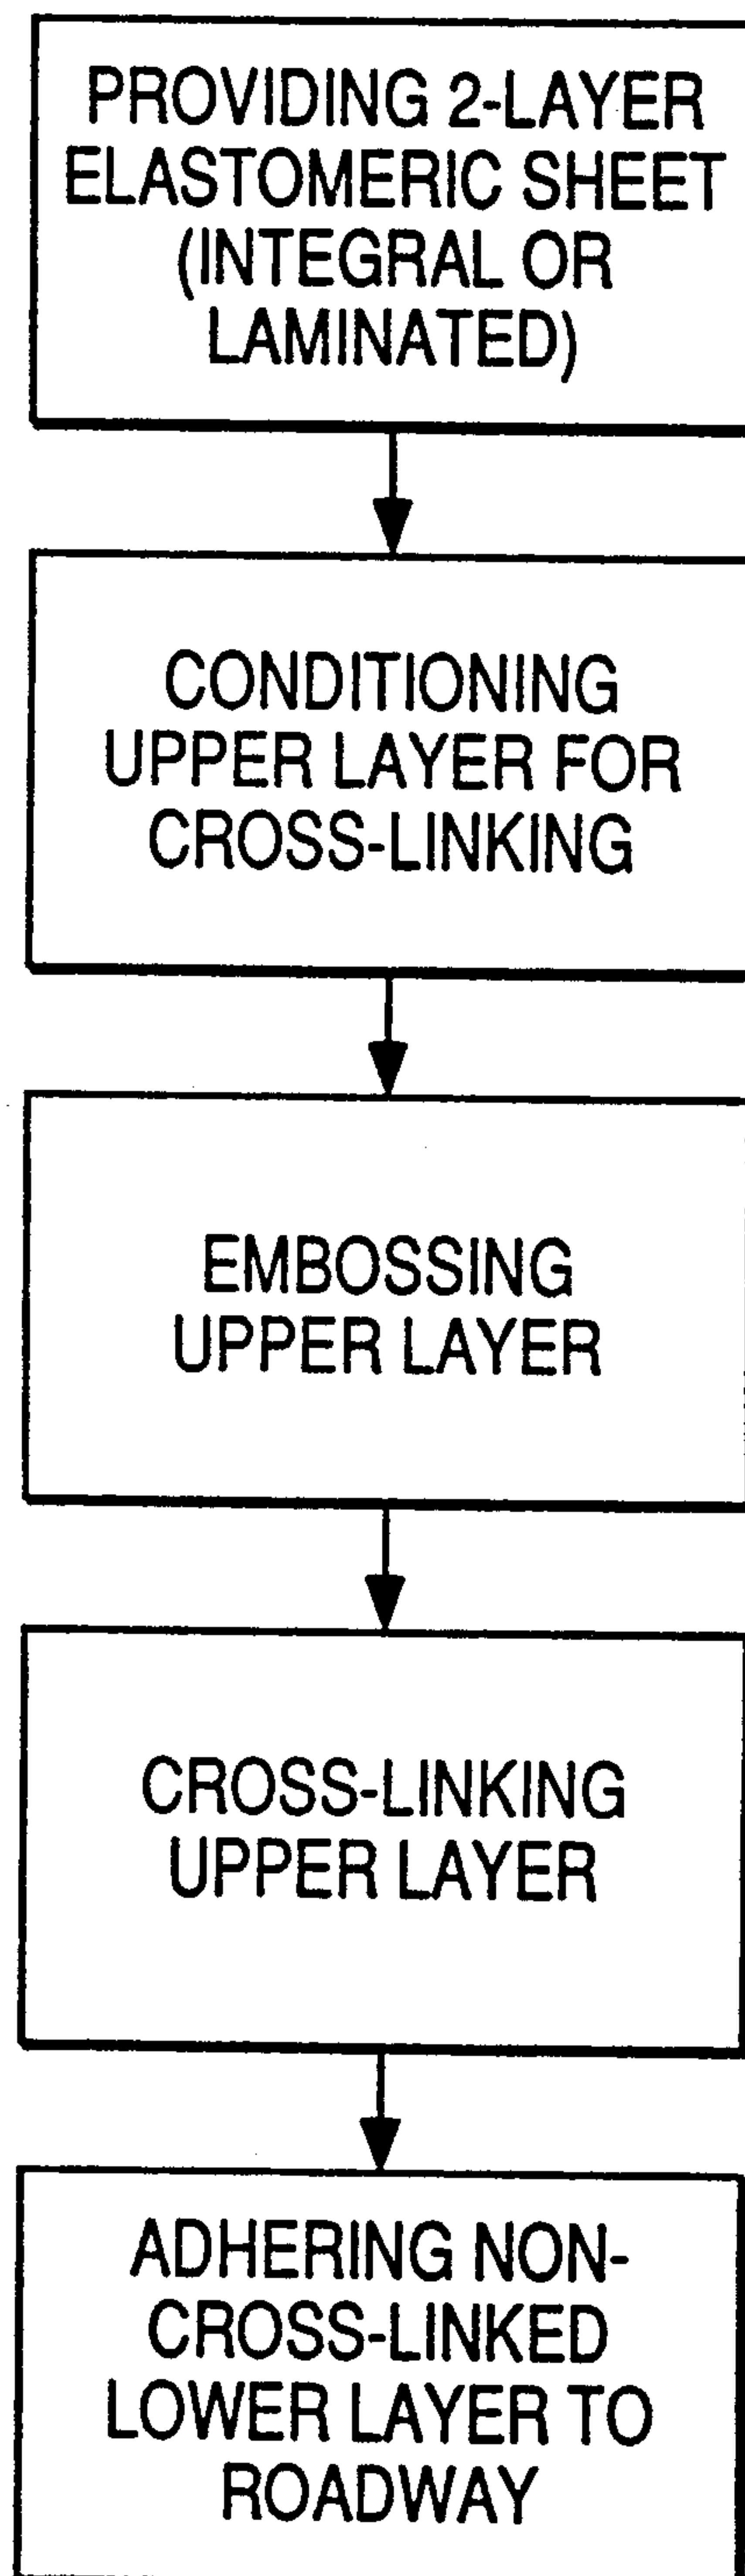 PROVIDING 2-LAYER
ELASTOMERIC SHEET
(INTEGRAL OR
LAMINATED)
CONDITIONING
UPPER LAYER FOR
CROSS-LINKING
EMBOSSING
UPPER LAYER
CROSS-LINKING
UPPER LAYER
ADHERING NON-
CROSS-LINKED
LOWER LAYER TO
ROADWAY